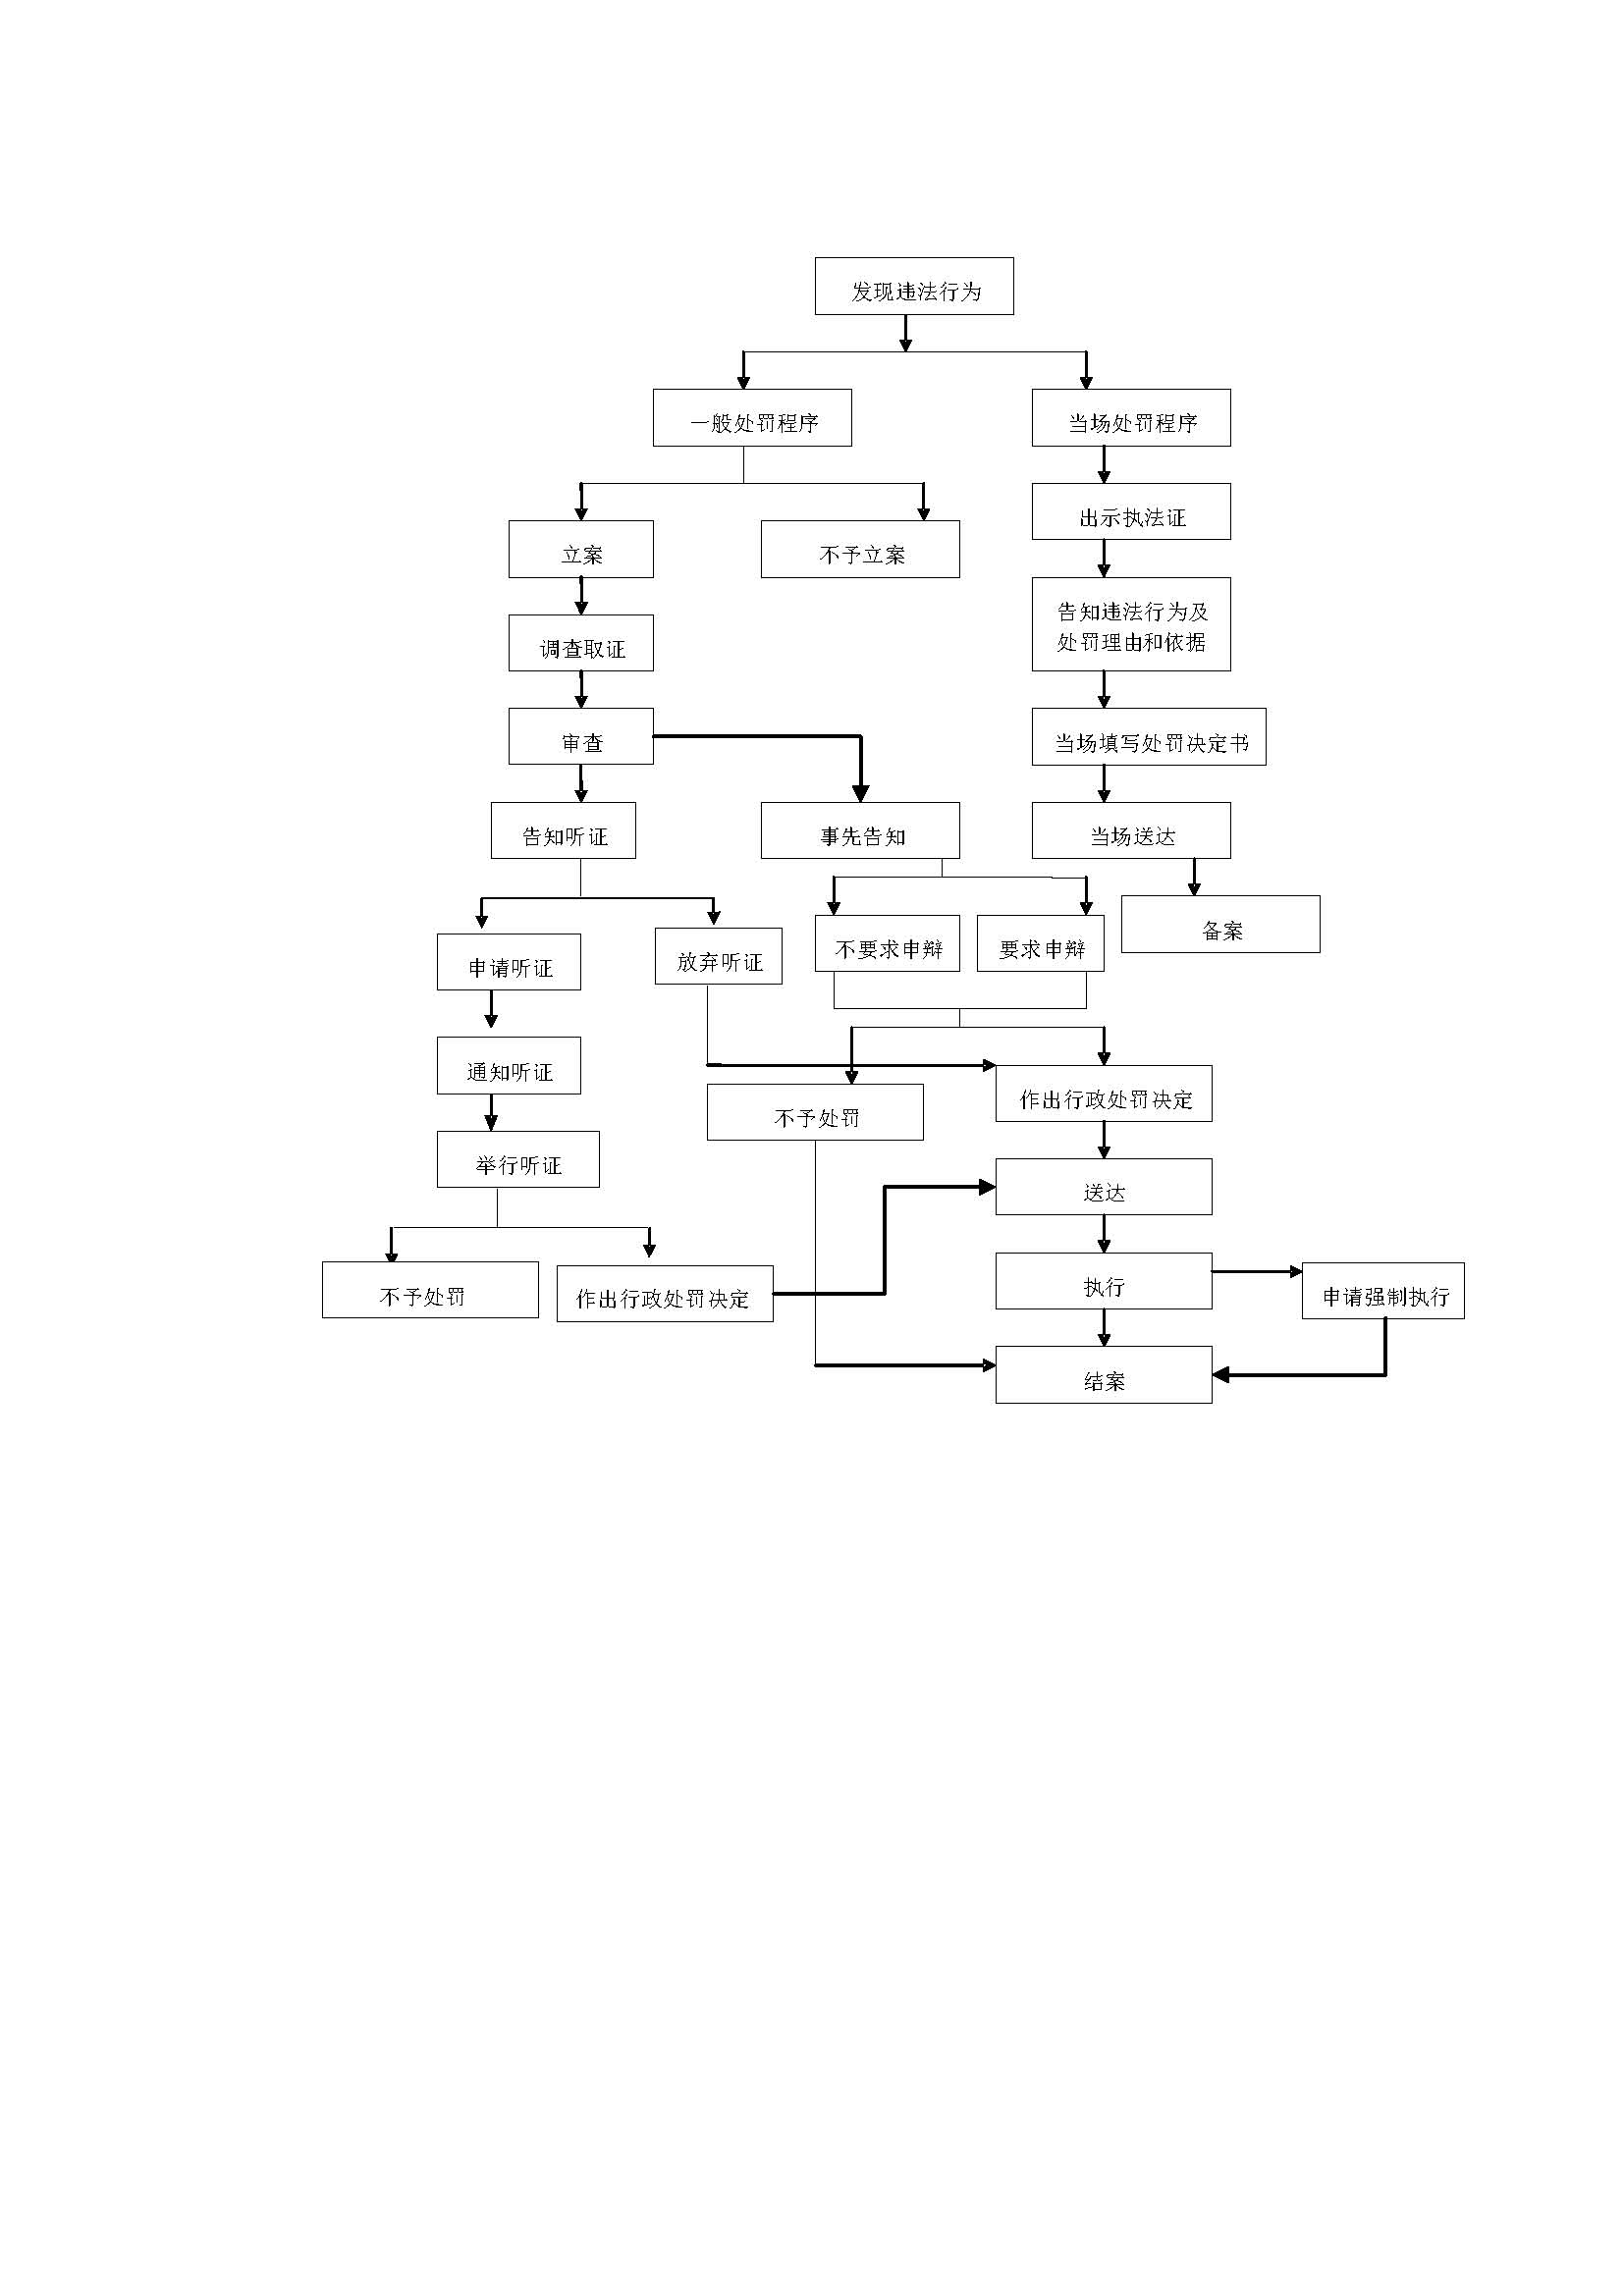 发现违法行为
一般处罚程序
当场处罚程序
出示执法证
立案
不予立案
告知违法行为及
处罚理由和依据
调查取证
审查
当场填写处罚决定书
告知听证
事先告知
当场送达
备案
申请听证
放弃听证
不要求申辩
要求申辩
通知听证
不予处罚
作出行政处罚决定
举行听证
送达
不予处罚
作出行政处罚决定
执行
申请强制执行
结案